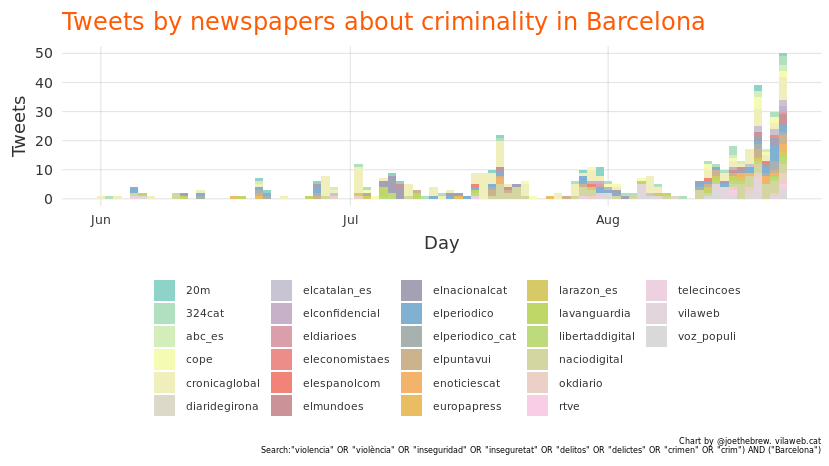 Tweets by newspapers about criminality in Barcelona
Tweets
50
40
30
20
10
0
Jun Jul Aug
Day
20m elcatalan_es elnacionalcat larazon_es telecincoes
324cat elconfidencial elperiodico lavanguardia vilaweb
abc_es eldiarioes elperiodico_cat libertaddigital voz_populi
cope eleconomistaes elpuntavui naciodigital
cronicaglobal elespanolcom enoticiescat okdiario
diaridegirona elmundoes europapress rtve
Chart by @joethebrew. vilaweb.cat
Search:"violencia" OR "violència" OR "inseguridad" OR "inseguretat" OR "delitos" OR "delictes" OR "crimen" OR "crim") AND ("Barcelona")